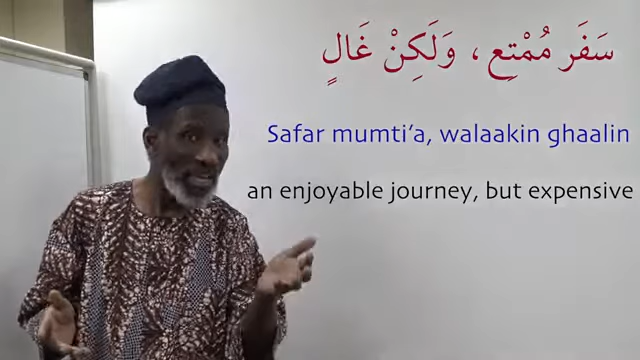 سَفَر مُمْتِع، وَلَكِنْ غَالٍ
Safar mumti’a, walaakin ghaalin
an enjoyable journey, but expensive